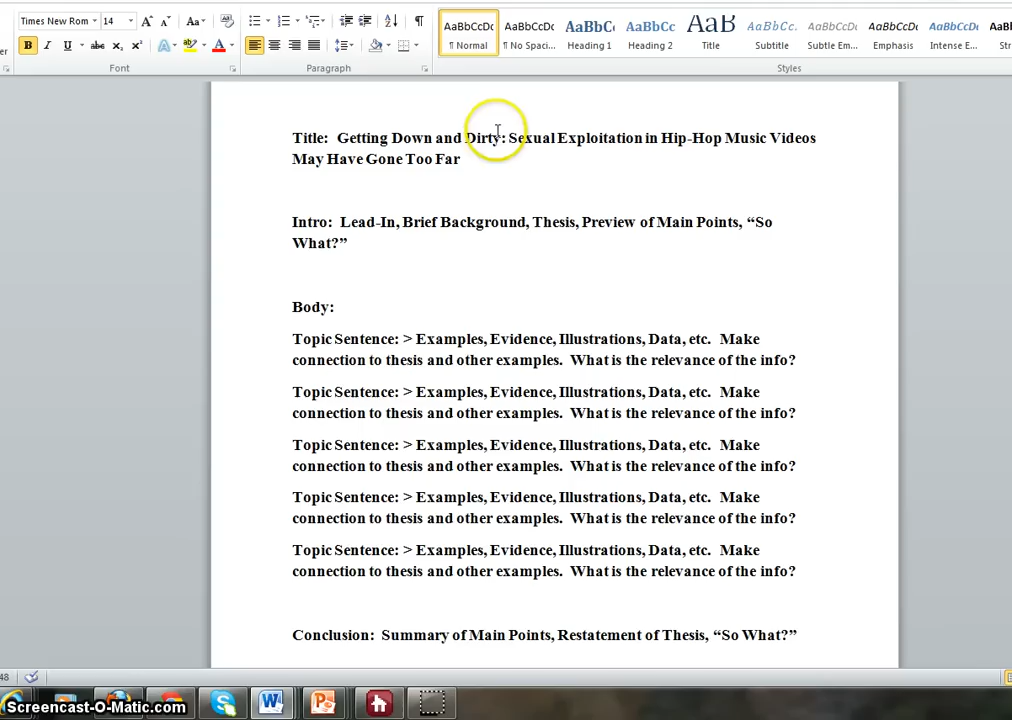 Times New Rom 14 Aa
AaBbCcDc AaBbCcDc AaBbCc AaBbCc AaB AaBbCc. AaBbCcDc AaBbCcDc AaBbCcDc
B I U abc x₂ x² A A
¶ Normal ¶ No Spaci... Heading 1 Heading 2 Title Subtitle Subtle Em... Emphasis Intense E...
Font Paragraph Styles
Title: Getting Down and Dirty: Sexual Exploitation in Hip-Hop Music Videos
May Have Gone Too Far
Intro: Lead-In, Brief Background, Thesis, Preview of Main Points, “So
What?”
Body:
Topic Sentence: > Examples, Evidence, Illustrations, Data, etc. Make
connection to thesis and other examples. What is the relevance of the info?
Topic Sentence: > Examples, Evidence, Illustrations, Data, etc. Make
connection to thesis and other examples. What is the relevance of the info?
Topic Sentence: > Examples, Evidence, Illustrations, Data, etc. Make
connection to thesis and other examples. What is the relevance of the info?
Topic Sentence: > Examples, Evidence, Illustrations, Data, etc. Make
connection to thesis and other examples. What is the relevance of the info?
Topic Sentence: > Examples, Evidence, Illustrations, Data, etc. Make
connection to thesis and other examples. What is the relevance of the info?
Conclusion: Summary of Main Points, Restatement of Thesis, “So What?”
48
Screencast-O-Matic.com